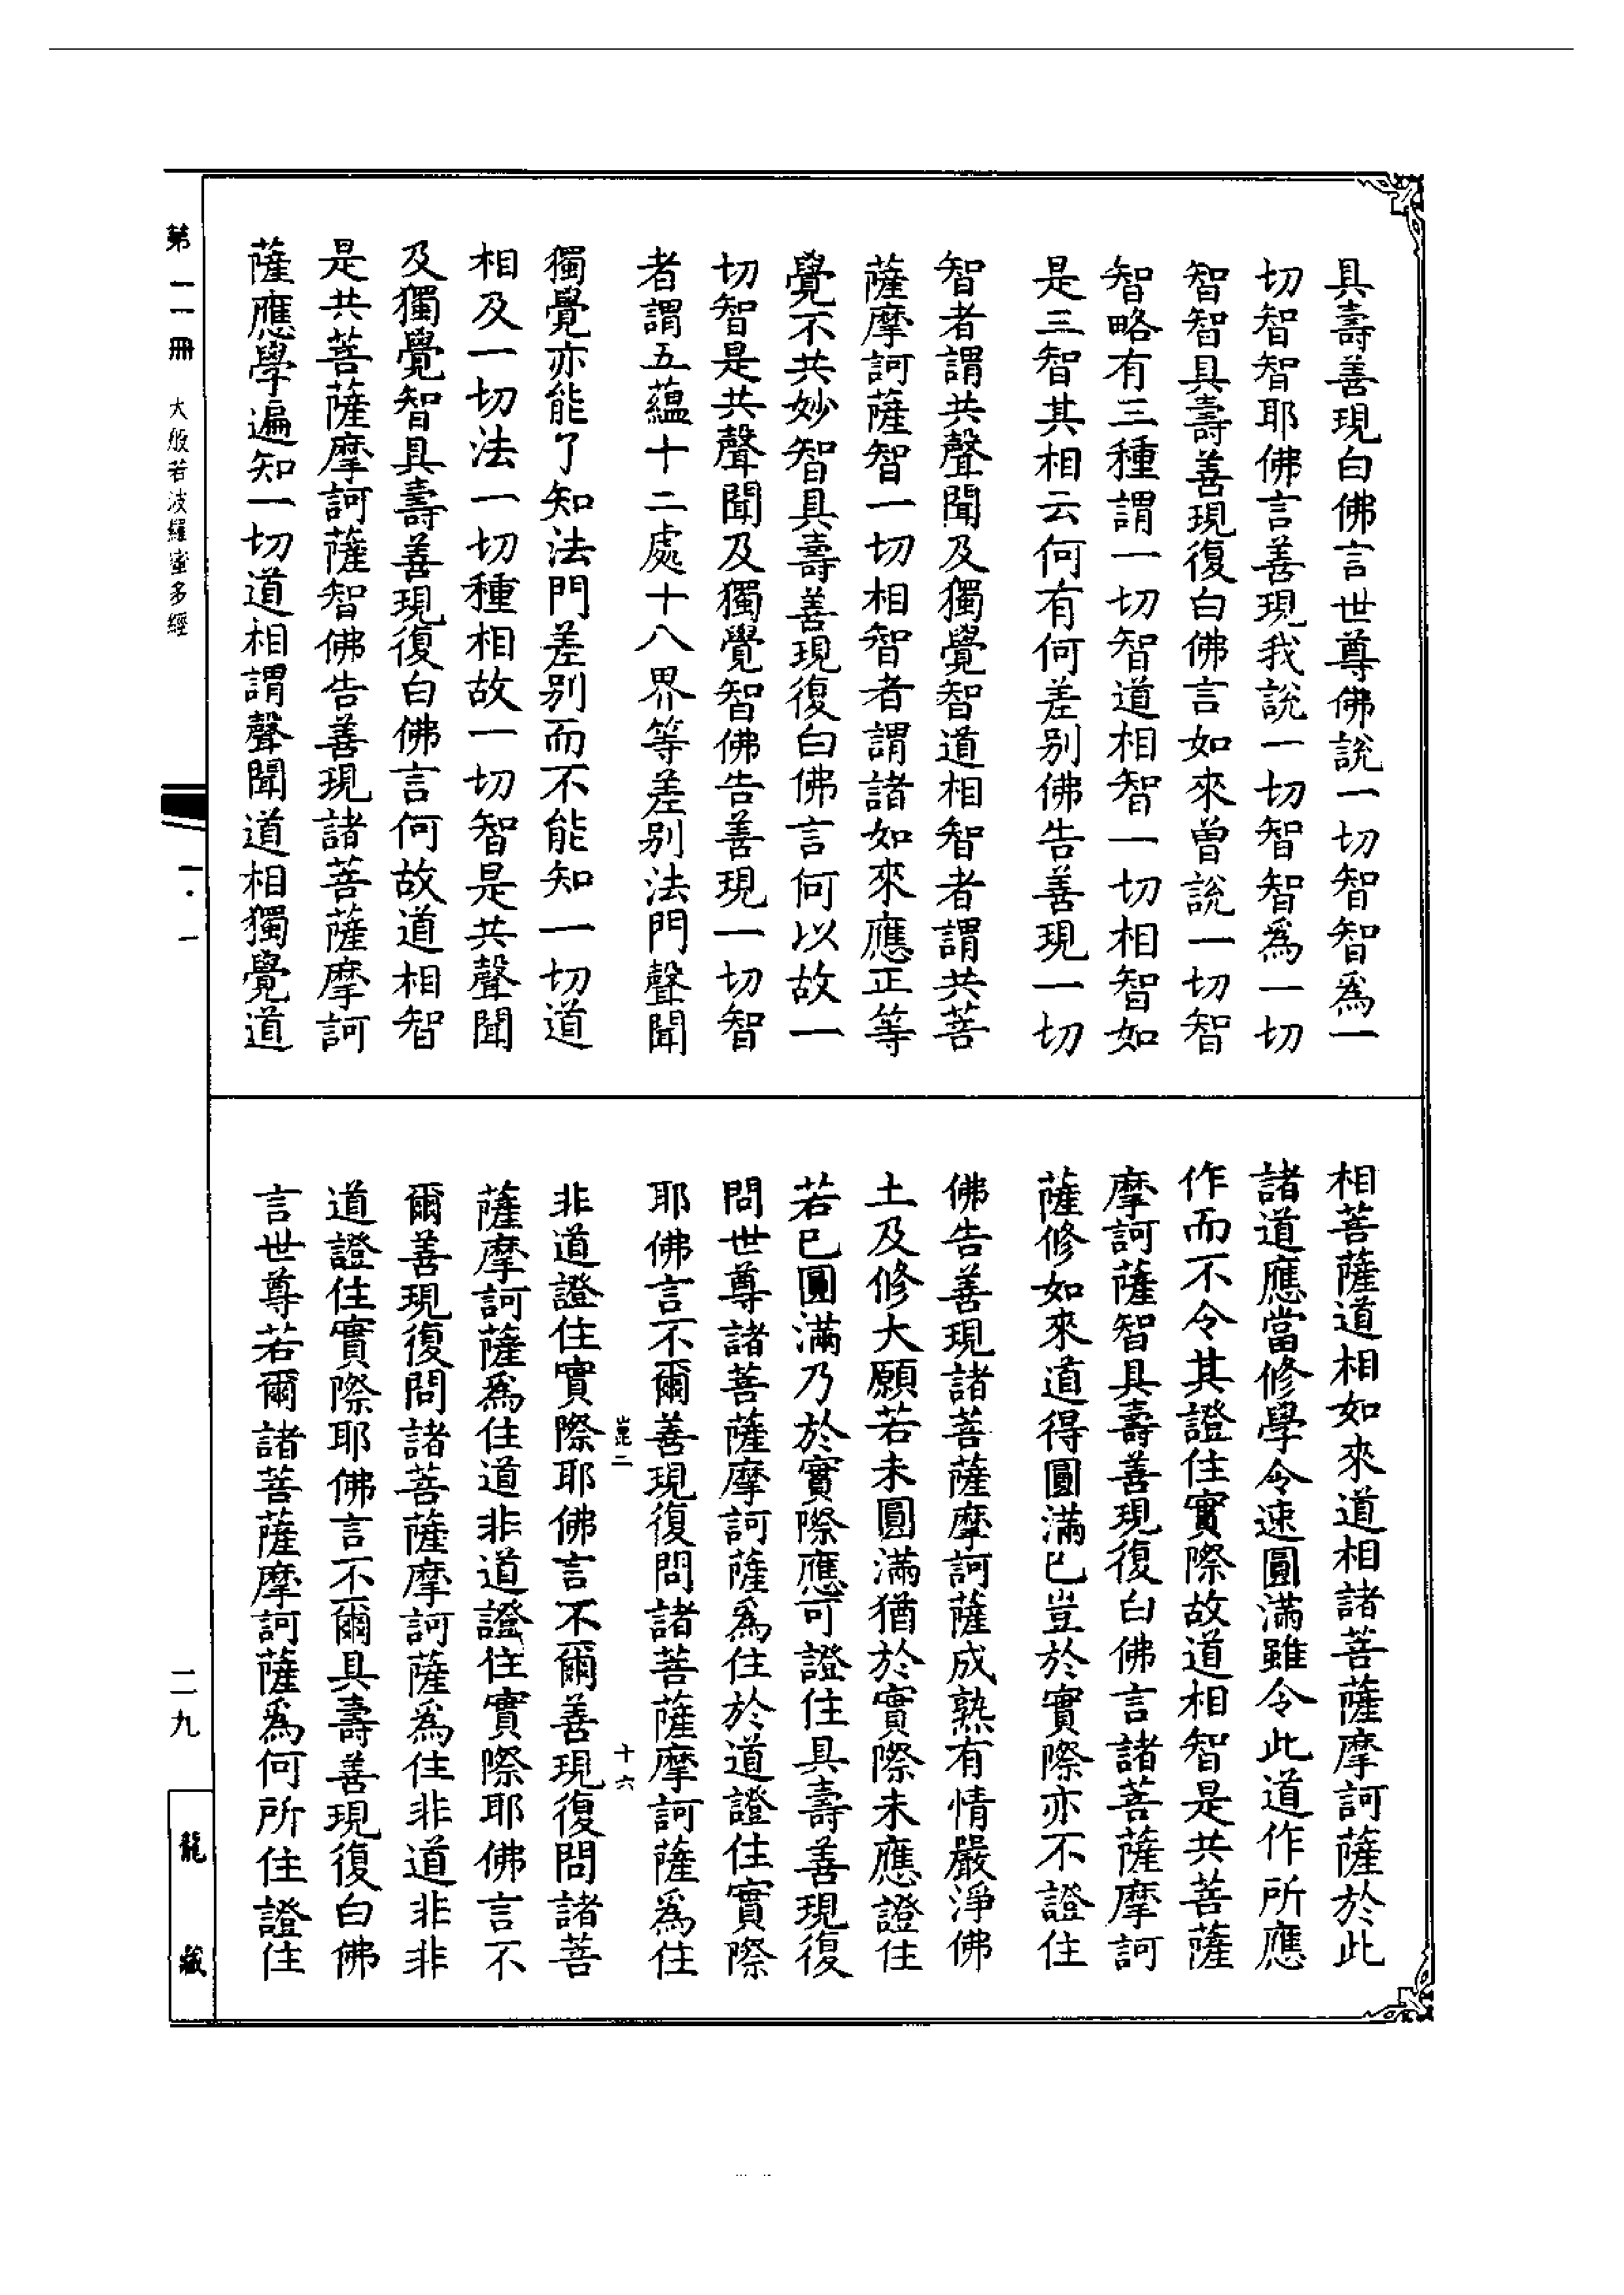 具壽善現白佛言世尊佛說一切智智為一
切智智耶佛言善現我說一切智智為一切
智智具壽善現復白佛言如來曾說一切智
智略有三種謂一切智道相智一切相智如
是三智其相云何有何差别佛告善現一切
智者謂共聲聞及獨覺智道相智者謂共菩
薩摩訶薩智一切相智者謂諸如來應正等
覺不共妙智具壽善現復白佛言何以故一
切智是共聲聞及獨覺智佛告善現一切智
者謂五蘊十二處十八界等差别法門聲聞
獨覺亦能了知法門差别而不能知一切道
相及一切法一切種相故一切智是共聲聞
及獨覺智具壽善現復白佛言何故道相智
是共菩薩摩訶薩智佛告善現諸菩薩摩訶
薩應學遍知一切道相謂聲聞道相獨覺道
相菩薩道相如來道相諸菩薩摩訶薩於此
諸道應當修學令速圓滿雖令此道作所應
作而不令其證住實際故道相智是共菩薩
摩訶薩智具壽善現復白佛言諸菩薩摩訶
薩修如來道得圓滿已豈於實際亦不證住
佛告善現諸菩薩摩訶薩成熟有情嚴淨佛
土及修大願若未圓滿猶於實際未應證住
若已圓滿乃於實際應可證住具壽善現復
問世尊諸菩薩摩訶薩為住於道證住實際
耶佛言不爾善現復問諸菩薩摩訶薩為住
崑二 十六
非道證住實際耶佛言不爾善現復問諸菩
薩摩訶薩為住道非道證住實際耶佛言不
爾善現復問諸菩薩摩訶薩為住非道非非
道證住實際耶佛言不爾具壽善現復白佛
言世尊若爾諸菩薩摩訶薩為何所住證住
第一一冊 大般若波羅蜜多經
一·一
二九
龍藏